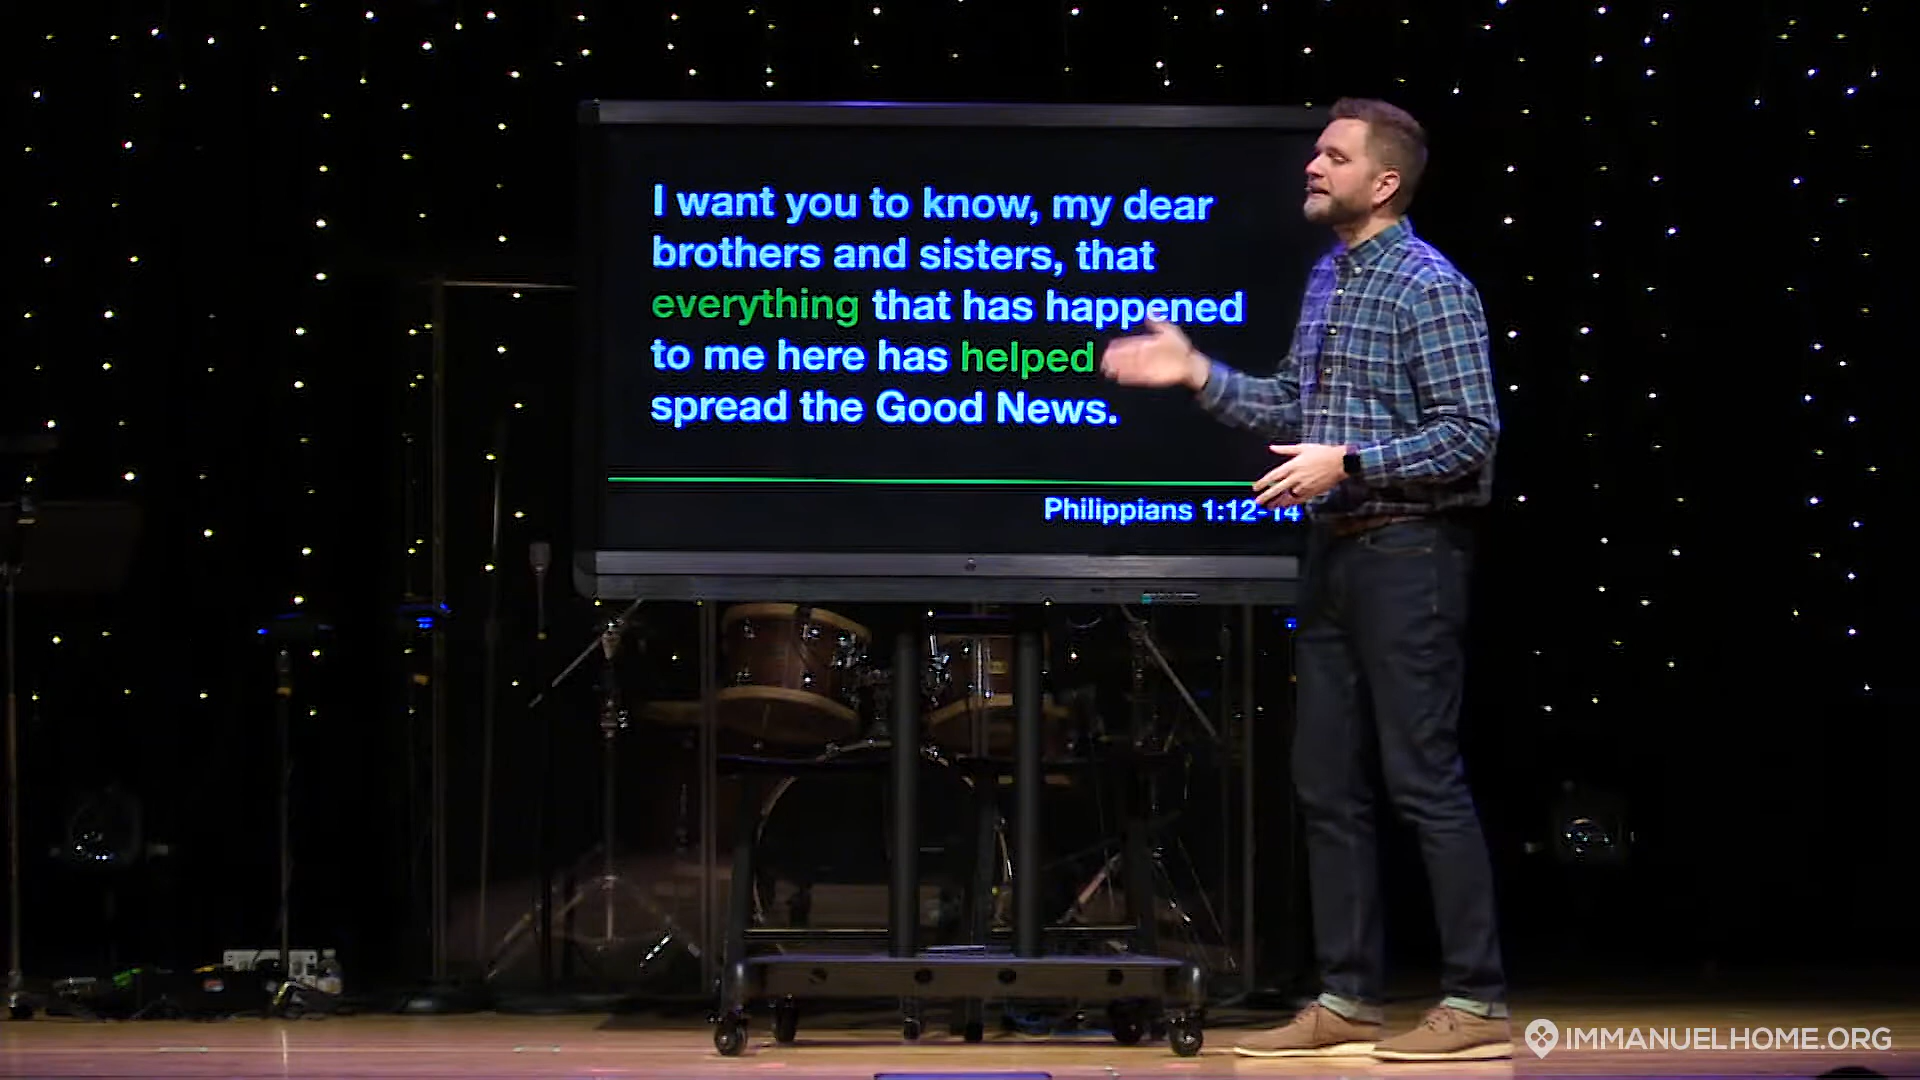 I want you to know, my dear
brothers and sisters, that
everything that has happened
to me here has helped
spread the Good News.
Philippians 1:12-14
IMMANUELHOME.ORG